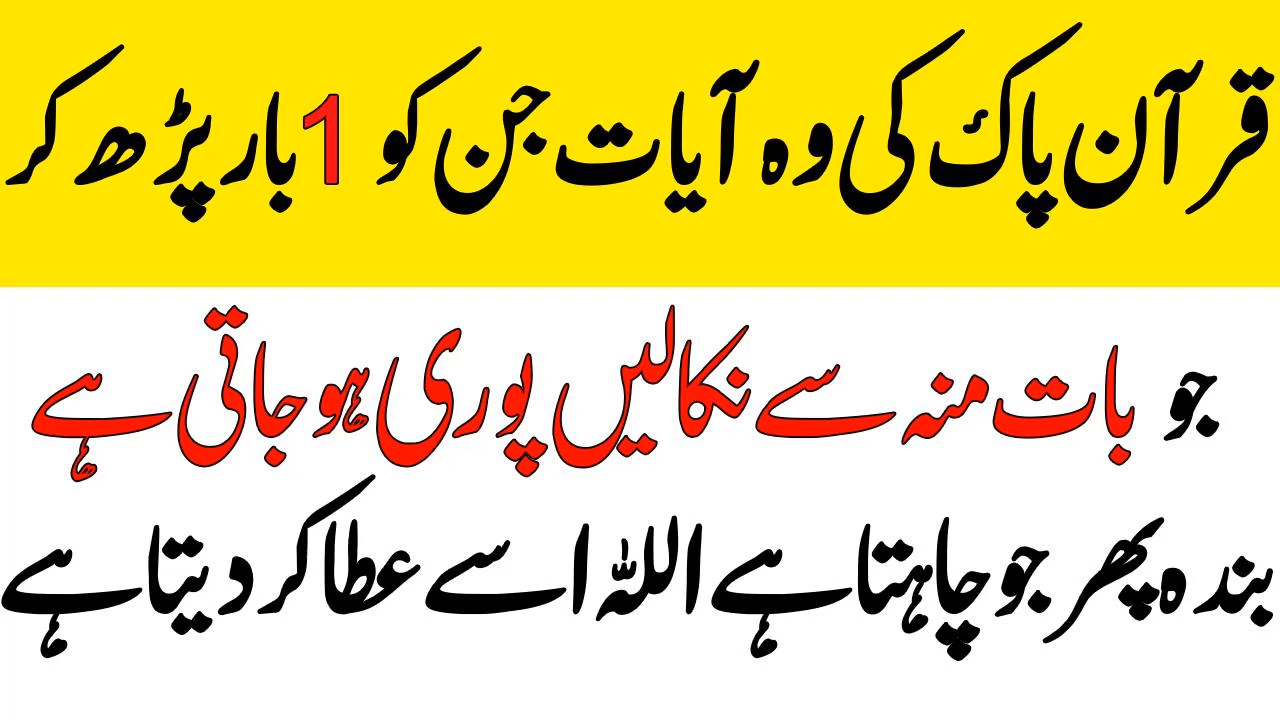 قرآن پاک کی وہ آیات جن کو 1 بار پڑھ کر
جو بات منہ سے نکالیں پوری ہو جاتی ہے
بندہ پھر جو چاہتا ہے اللہ اسے عطا کر دیتا ہے